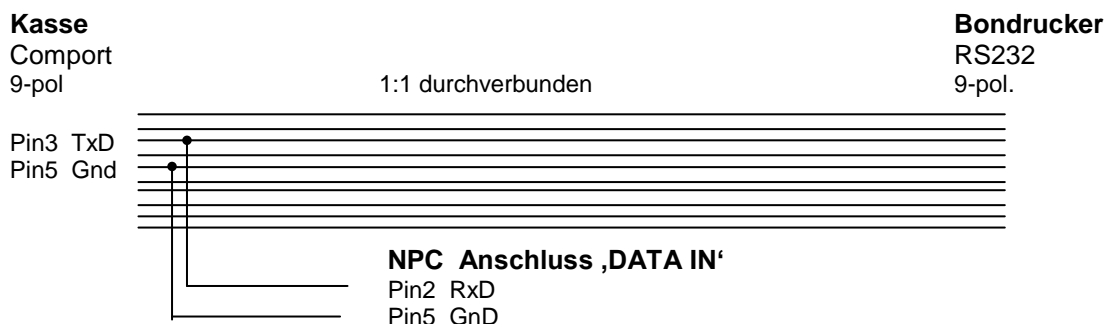 Kasse Bondrucker
Comport RS232
9-pol 1:1 durchverbunden 9-pol.
Pin3 TxD
Pin5 Gnd
NPC Anschluss ‚DATA IN‘
Pin2 RxD
Pin5 GnD